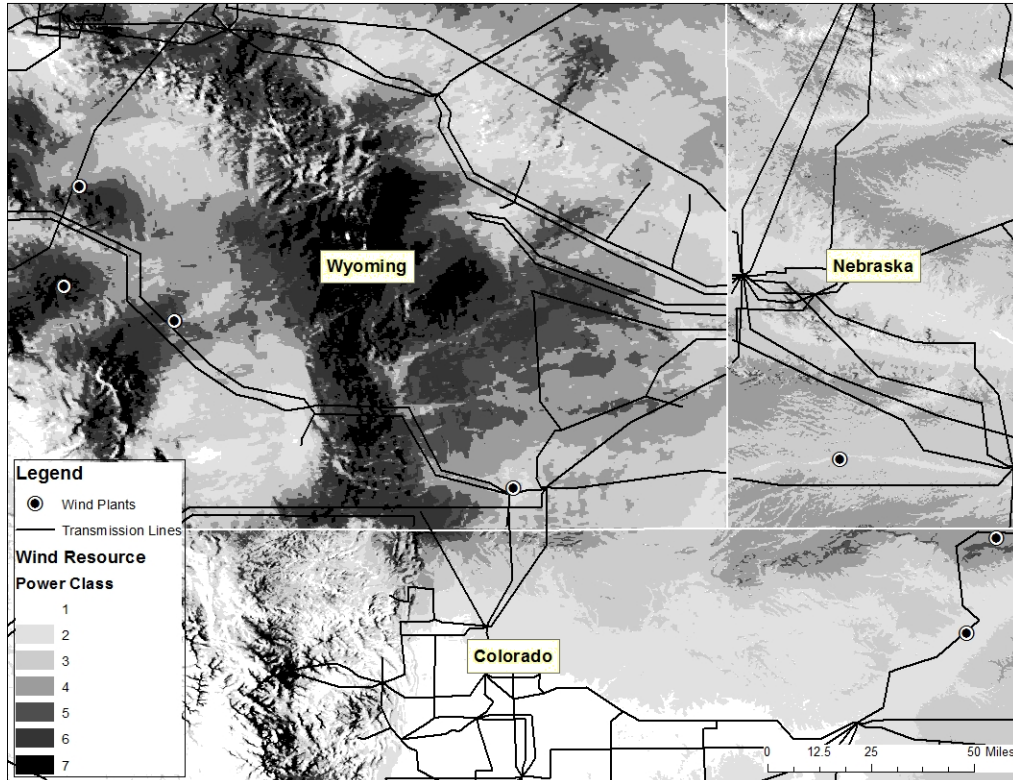 Wyoming
Nebraska
Legend
Wind Plants
Transmission Lines
Wind Resource
Power Class
1
2
3
4
5
6
7
Colorado
0 12.5 25 50 Miles